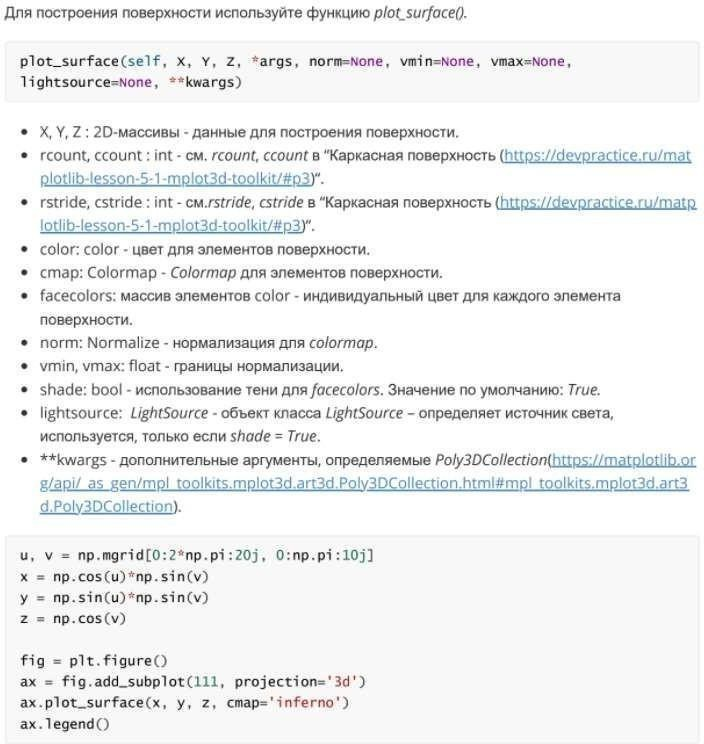 Для построения поверхности используйте функцию plot_surface().
plot_surface(self, X, Y, Z, *args, norm=None, vmin=None, vmax=None,
lightsource=None, **kwargs)
• X, Y, Z : 2D-массивы - данные для построения поверхности.
• rcount, ccount : int - см. rcount, ccount в “Каркасная поверхность (https://devpractice.ru/mat
plotlib-lesson-5-1-mplot3d-toolkit/#p3)“.
• rstride, cstride : int - см.rstride, cstride в “Каркасная поверхность (https://devpractice.ru/matp
lotlib-lesson-5-1-mplot3d-toolkit/#p3)“.
• color: color - цвет для элементов поверхности.
• cmap: Colormap - Colormap для элементов поверхности.
• facecolors: массив элементов color - индивидуальный цвет для каждого элемента
поверхности.
• norm: Normalize - нормализация для colormap.
• vmin, vmax: float - границы нормализации.
• shade: bool - использование тени для facecolors. Значение по умолчанию: True.
• lightsource: LightSource - объект класса LightSource – определяет источник света,
используется, только если shade = True.
• **kwargs - дополнительные аргументы, определяемые Poly3DCollection(https://matplotlib.or
g/api/_as_gen/mpl_toolkits.mplot3d.art3d.Poly3DCollection.html#mpl_toolkits.mplot3d.art3
d.Poly3DCollection).
u, v = np.mgrid[0:2*np.pi:20j, 0:np.pi:10j]
x = np.cos(u)*np.sin(v)
y = np.sin(u)*np.sin(v)
z = np.cos(v)
fig = plt.figure()
ax = fig.add_subplot(111, projection='3d')
ax.plot_surface(x, y, z, cmap='inferno')
ax.legend()